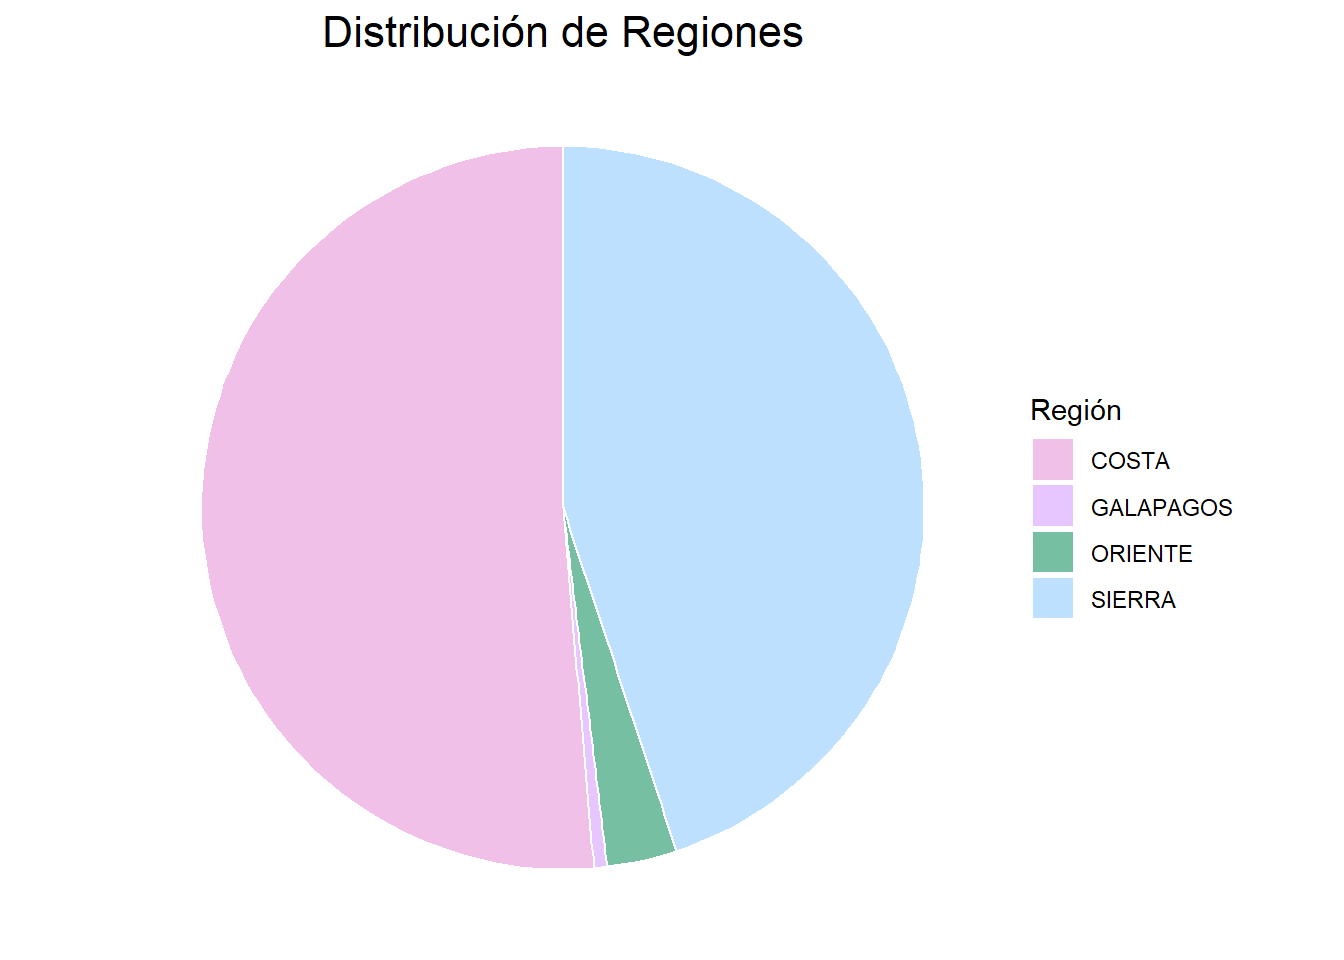 Distribución de Regiones
Región
COSTA
GALAPAGOS
ORIENTE
SIERRA